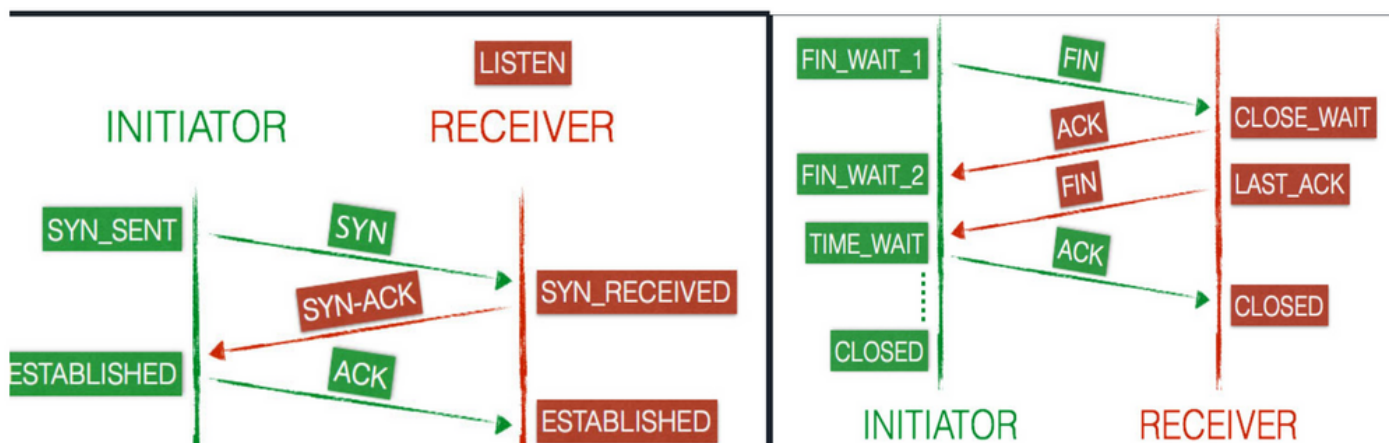 LISTEN
INITIATOR RECEIVER
SYN_SENT
SYN
SYN_RECEIVED
SYN-ACK
ESTABLISHED
ACK
ESTABLISHED
FIN_WAIT_1
FIN
CLOSE_WAIT
ACK
FIN_WAIT_2
LAST_ACK
FIN
TIME_WAIT
ACK
CLOSED
CLOSED
INITIATOR RECEIVER